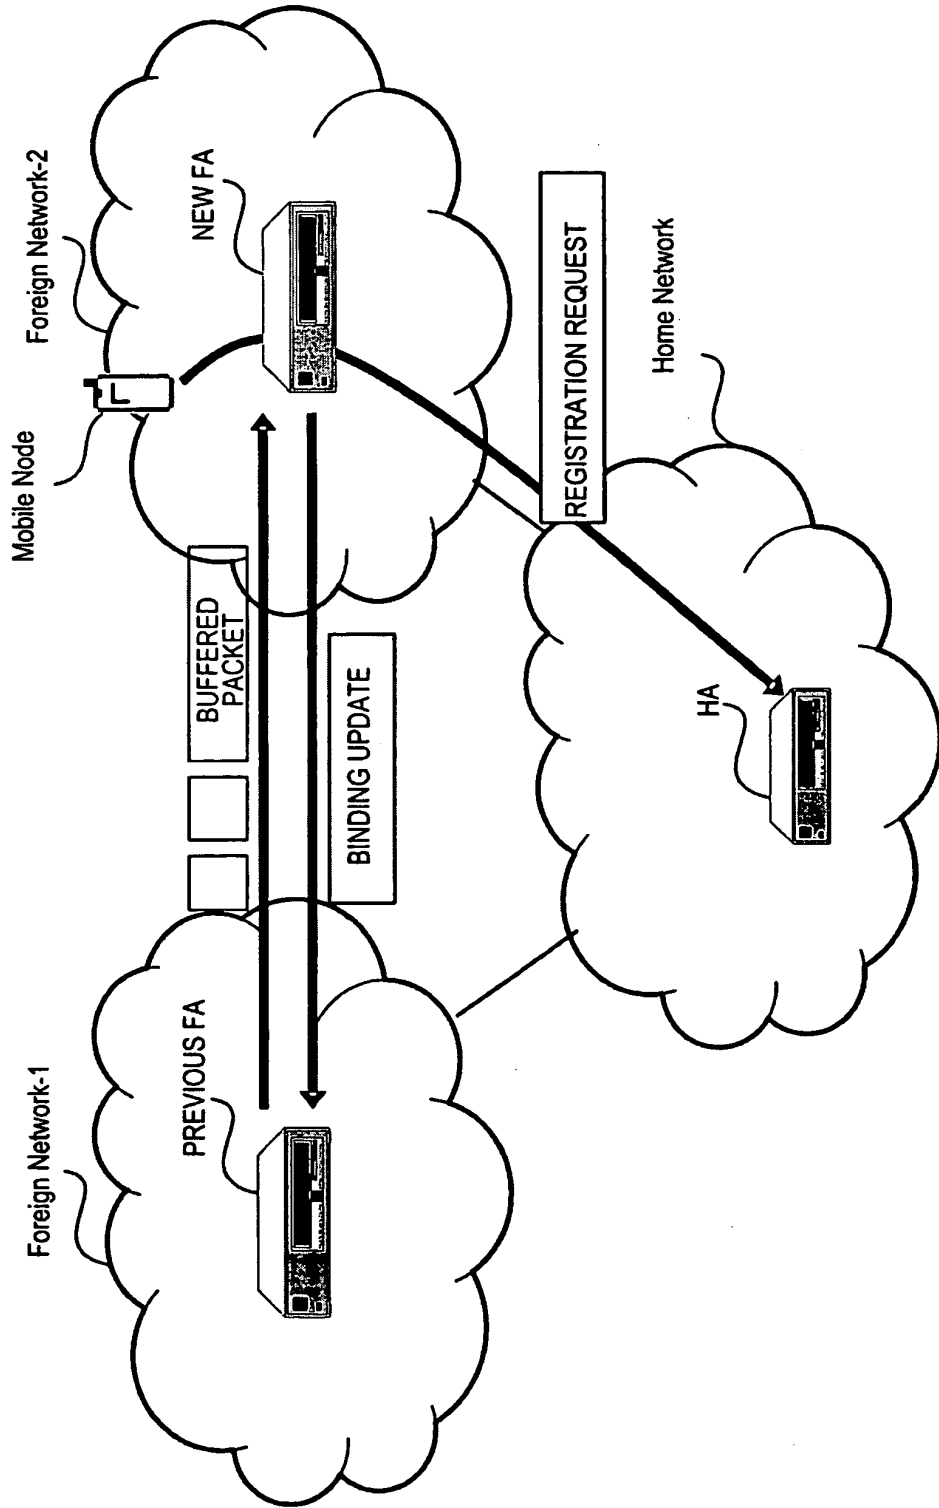 Foreign Network-1
PREVIOUS FA
BUFFERED
PACKET
BINDING UPDATE
Mobile Node
Foreign Network-2
NEW FA
REGISTRATION REQUEST
Home Network
HA